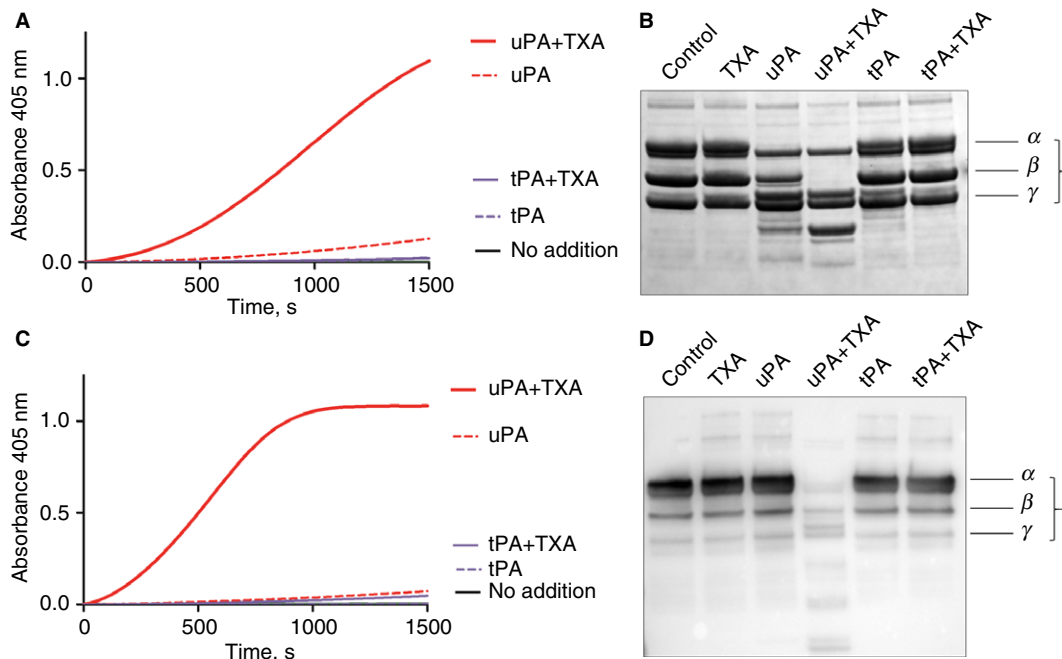 A
Absorbance 405 nm
1.0
0.5
0.0
0
500
1000
1500
Time, s
uPA+TXA
uPA
tPA+TXA
tPA
No addition
B
Control
TXA
uPA
uPA+TXA
tPA
tPA+TXA
α
β
γ
C
Absorbance 405 nm
1.0
0.5
0.0
0
500
1000
1500
Time, s
uPA+TXA
uPA
tPA+TXA
tPA
No addition
D
Control
TXA
uPA
uPA+TXA
tPA
tPA+TXA
α
β
γ